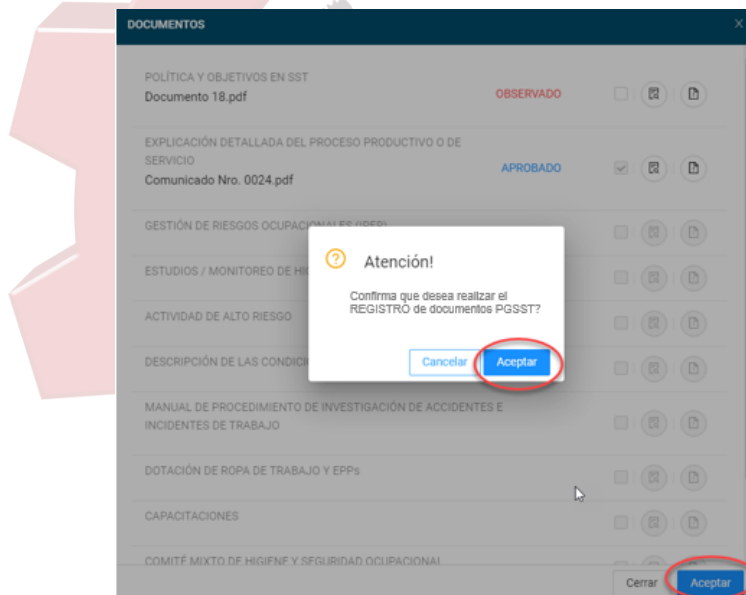 DOCUMENTOS
POLÍTICA Y OBJETIVOS EN SST
Documento 18.pdf
OBSERVADO
EXPLICACIÓN DETALLADA DEL PROCESO PRODUCTIVO O DE
SERVICIO
Comunicado Nro. 0024.pdf
APROBADO
GESTIÓN DE RIESGOS OCUPACIONALES (IPER)
ESTUDIOS / MONITOREO DE HI
ACTIVIDAD DE ALTO RIESGO
DESCRIPCIÓN DE LAS CONDICI
Atención!
Confirma que desea realizar el
REGISTRO de documentos PGSST?
Cancelar Aceptar
MANUAL DE PROCEDIMIENTO DE INVESTIGACIÓN DE ACCIDENTES E
INCIDENTES DE TRABAJO
DOTACIÓN DE ROPA DE TRABAJO Y EPPs
CAPACITACIONES
COMITÉ MIXTO DE HIGIENE Y SEGURIDAD OCUPACIONAL
Cerrar Aceptar